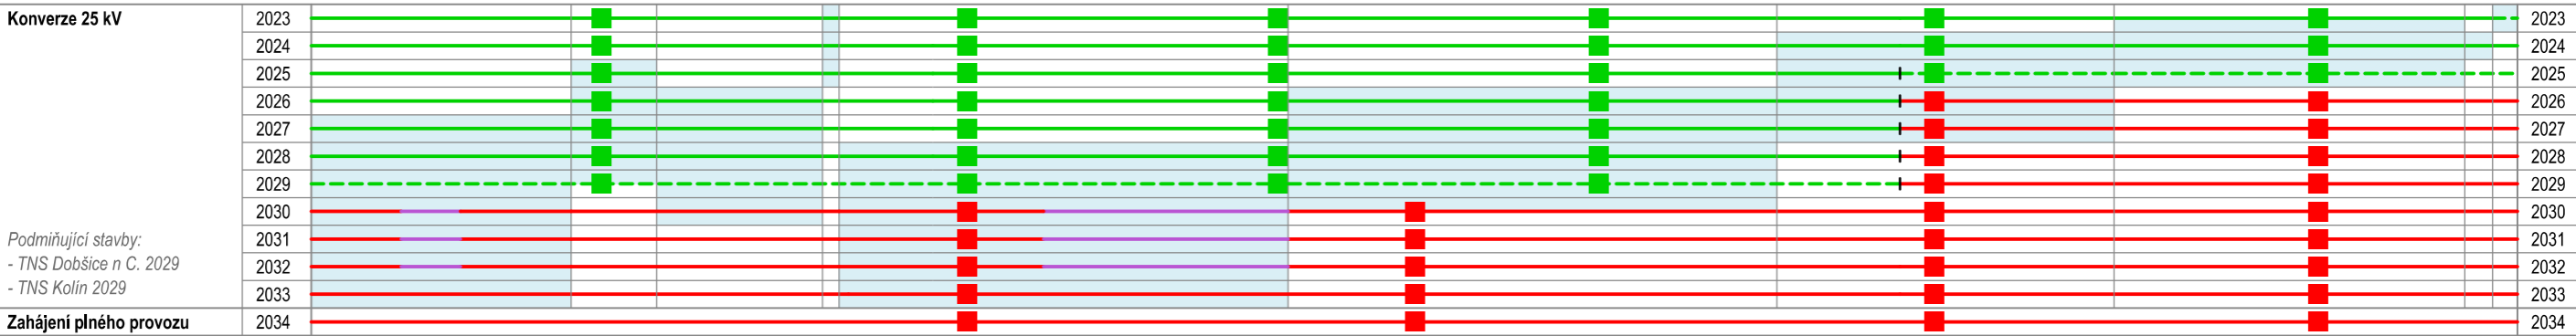 Konverze 25 kV 2023 2023
2024 2024
2025 2025
2026 2026
2027 2027
2028 2028
2029 2029
2030 2030
Podmiňující stavby: 2031 2031
- TNS Dobšice n C. 2029 2032 2032
- TNS Kolín 2029 2033 2033
Zahájení plného provozu 2034 2034